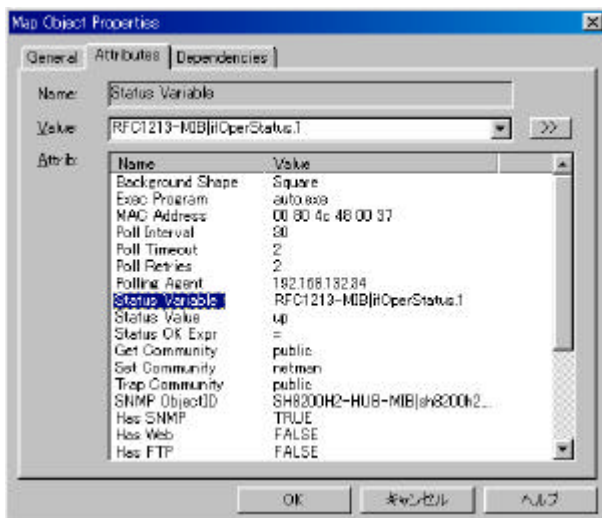 Map Object Properties
General Attributes Dependencies
Name: Status Variable
Value: RFC1213-MIB|ifOperStatus.1 >>
Attrib: Name Value
Background Shape Square
Exec Program auto.exe
MAC Address 00 80 4c 48 00 37
Poll Interval 30
Poll Timeout 2
Poll Retries 2
Polling Agent 192.168.132.34
Status Variable RFC1213-MIB|ifOperStatus.1
Status Value up
Status OK Expr =
Get Community public
Set Community netman
Trap Community public
SNMP ObjectID SH8200H2-HUB-MIB|sh8200h2...
Has SNMP TRUE
Has Web FALSE
Has FTP FALSE
OK キャンセル ヘルプ